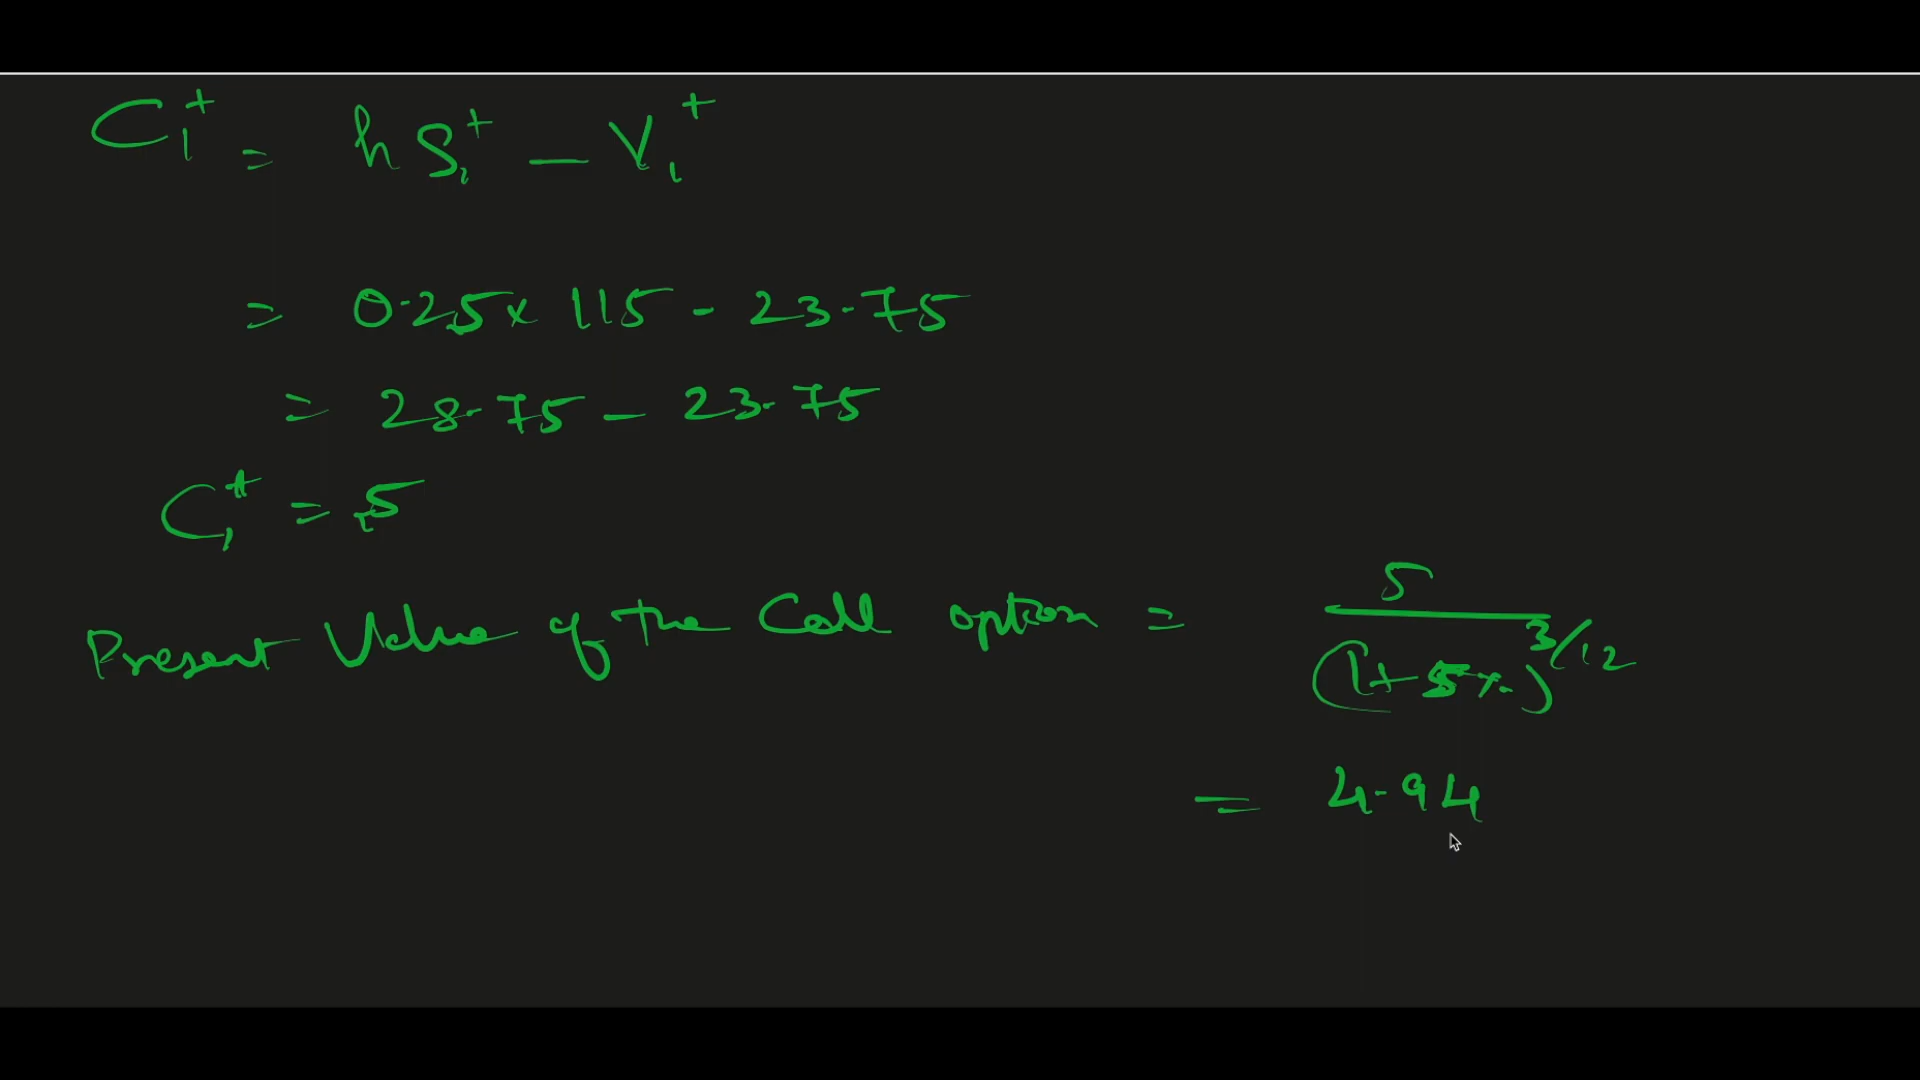 C₁⁺ = hS₁⁺ - V₁⁺
= 0.25 × 115 - 23.75
= 28.75 - 23.75
C₁⁺ = 5
Present Value of the Call option = 5 / (1+5%)^3/12
= 4.94